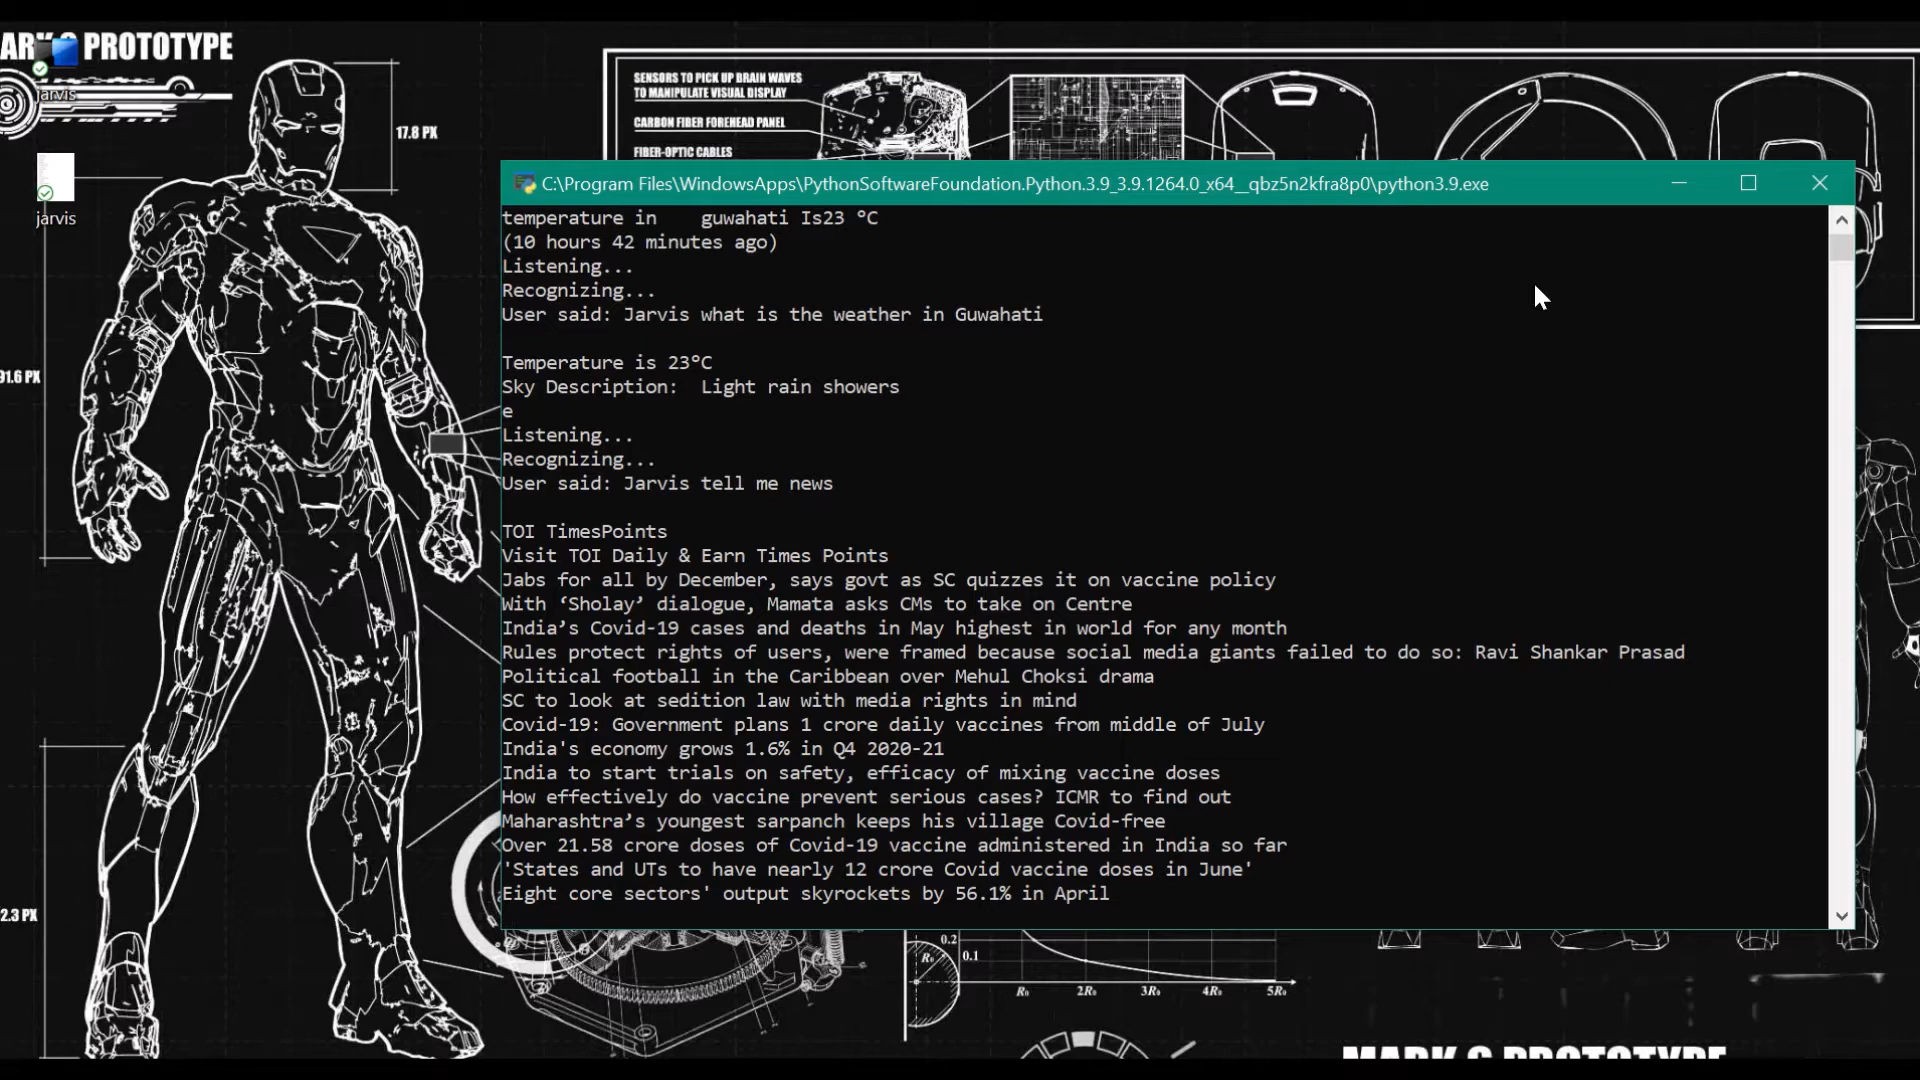 MARK 6 PROTOTYPE
jarvis
jarvis
17.8 PX
91.6 PX
2.3 PX
SENSORS TO PICK UP BRAIN WAVES
TO MANIPULATE VISUAL DISPLAY
CARBON FIBER FOREHEAD PANEL
FIBER-OPTIC CABLES
C:\Program Files\WindowsApps\PythonSoftwareFoundation.Python.3.9_3.9.1264.0_x64__qbz5n2kfra8p0\python3.9.exe
temperature in    guwahati Is23 °C
(10 hours 42 minutes ago)
Listening...
Recognizing...
User said: Jarvis what is the weather in Guwahati
Temperature is 23°C
Sky Description:  Light rain showers
e
Listening...
Recognizing...
User said: Jarvis tell me news
TOI TimesPoints
Visit TOI Daily & Earn Times Points
Jabs for all by December, says govt as SC quizzes it on vaccine policy
With ‘Sholay’ dialogue, Mamata asks CMs to take on Centre
India’s Covid-19 cases and deaths in May highest in world for any month
Rules protect rights of users, were framed because social media giants failed to do so: Ravi Shankar Prasad
Political football in the Caribbean over Mehul Choksi drama
SC to look at sedition law with media rights in mind
Covid-19: Government plans 1 crore daily vaccines from middle of July
India's economy grows 1.6% in Q4 2020-21
India to start trials on safety, efficacy of mixing vaccine doses
How effectively do vaccine prevent serious cases? ICMR to find out
Maharashtra’s youngest sarpanch keeps his village Covid-free
Over 21.58 crore doses of Covid-19 vaccine administered in India so far
'States and UTs to have nearly 12 crore Covid vaccine doses in June'
Eight core sectors' output skyrockets by 56.1% in April
0.2
0.1
R₀
R₀ 2R₀ 3R₀ 4R₀ 5R₀
MARK 6 PROTOTYPE